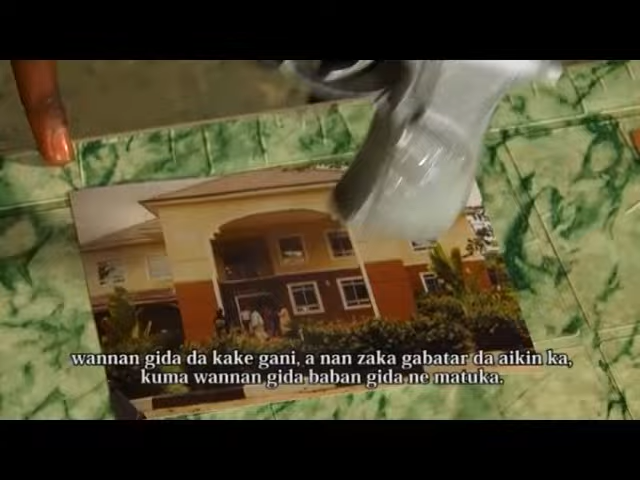 wannan gida da kake gani, a nan zaka gabatar da aikin ka,
kuma wannan gida baban gida ne matuka.